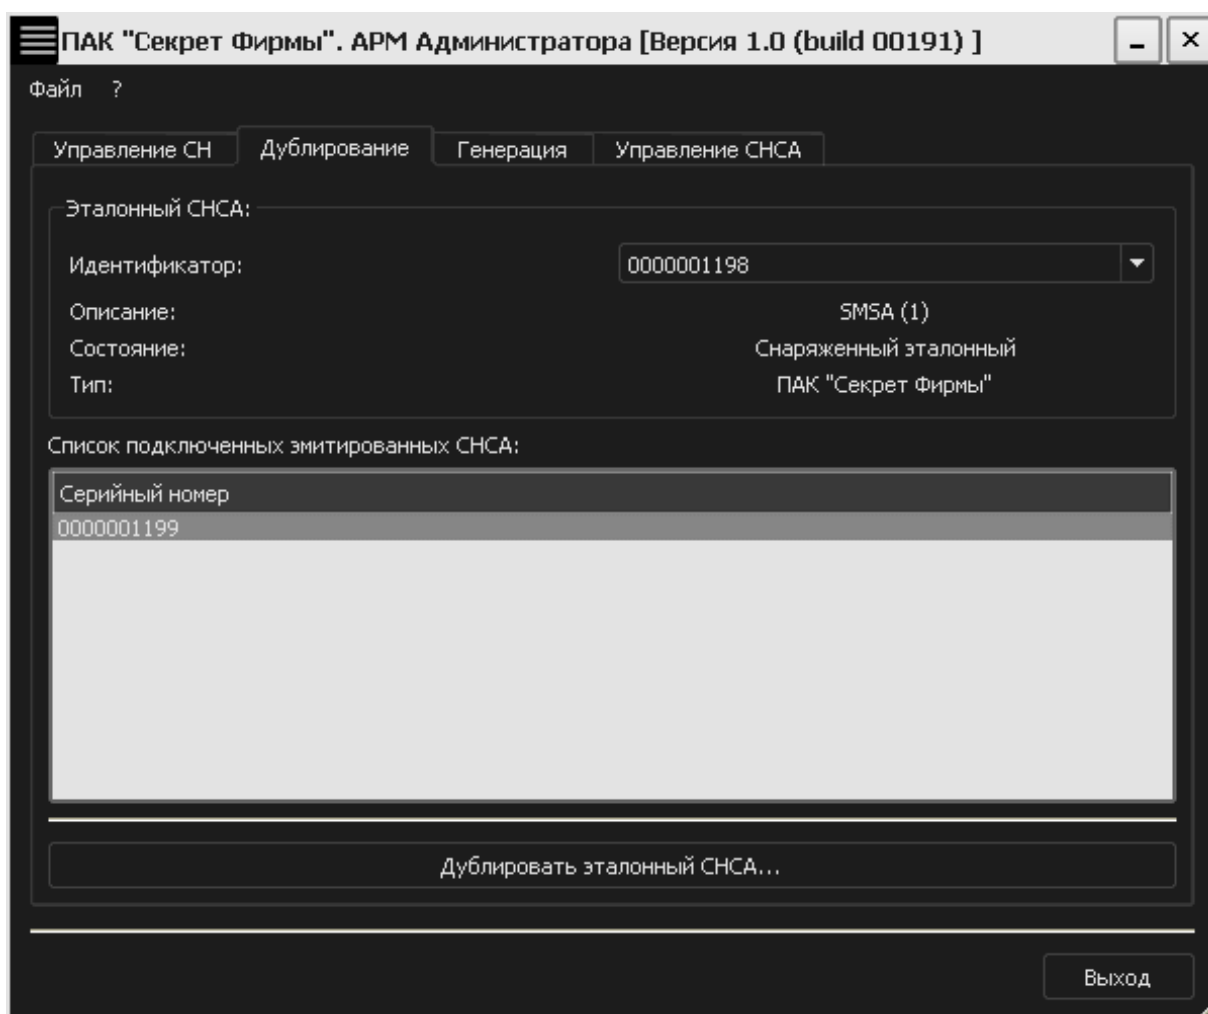 ПАК "Секрет Фирмы". АРМ Администратора [Версия 1.0 (build 00191) ]
Файл ?
Управление СН Дублирование Генерация Управление СНСА
Эталонный СНСА:
Идентификатор: 0000001198
Описание: SMSA (1)
Состояние: Снаряженный эталонный
Тип: ПАК "Секрет Фирмы"
Список подключенных эмитированных СНСА:
Серийный номер
0000001199
Дублировать эталонный СНСА...
Выход